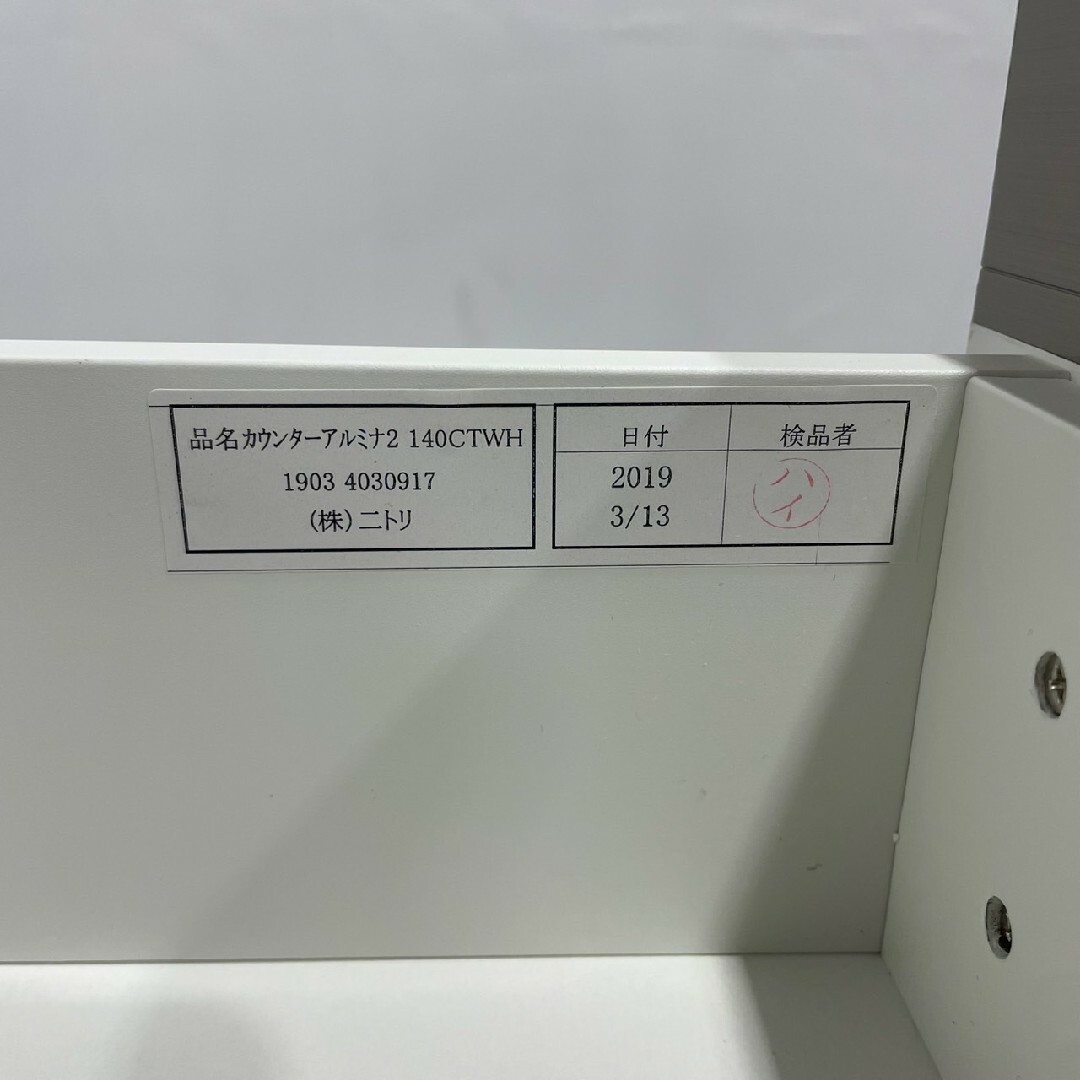 品名カウンターアルミナ2 140CTWH
1903 4030917
(株)ニトリ
日付
検品者
2019
3/13
ハイ